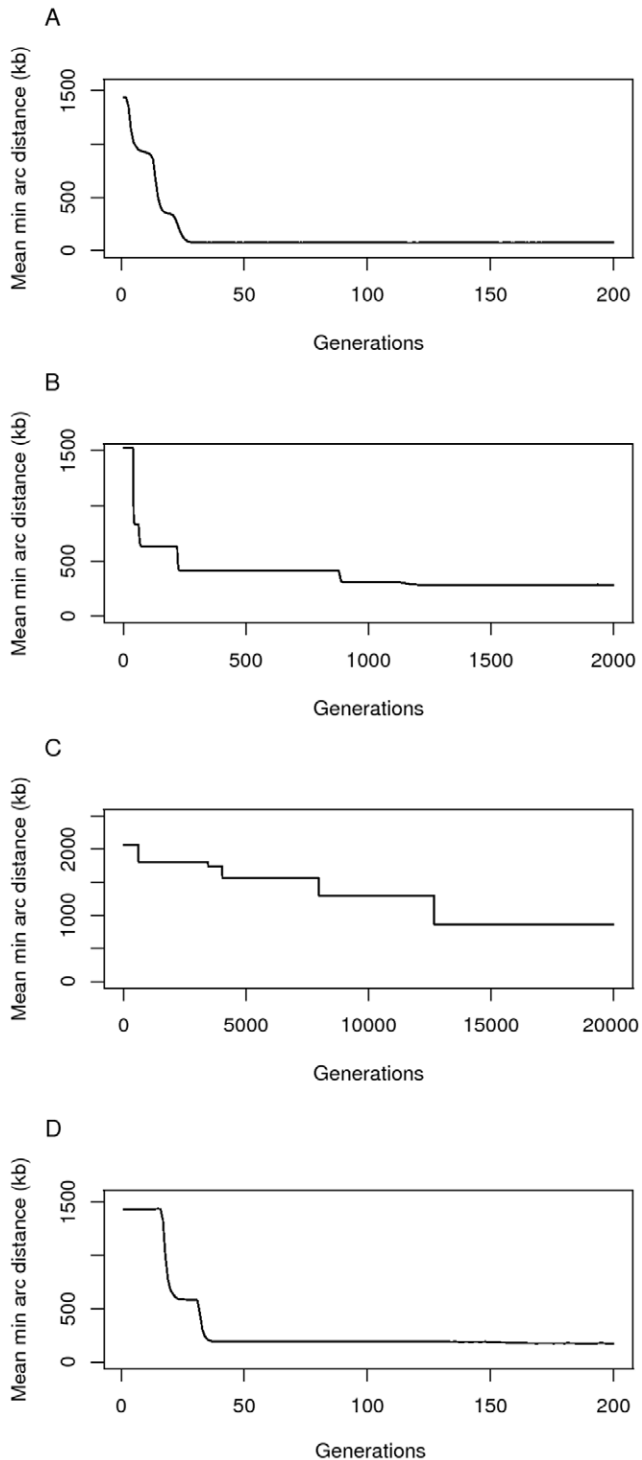 A
Mean min arc distance (kb)
1500
500
0
0 50 100 150 200
Generations
B
Mean min arc distance (kb)
1500
500
0
0 500 1000 1500 2000
Generations
C
Mean min arc distance (kb)
2000
1000
0
0 5000 10000 15000 20000
Generations
D
Mean min arc distance (kb)
1500
500
0
0 50 100 150 200
Generations